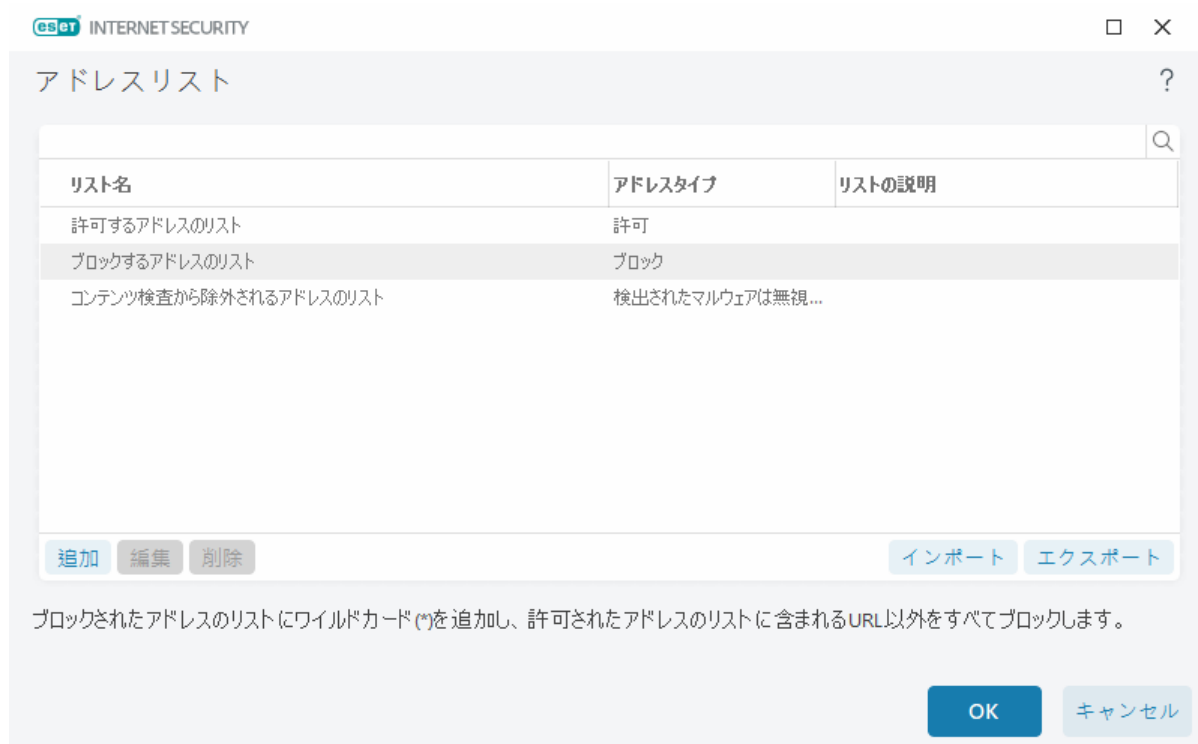 eset INTERNET SECURITY
アドレスリスト
?
リスト名 アドレスタイプ リストの説明
許可するアドレスのリスト 許可
ブロックするアドレスのリスト ブロック
コンテンツ検査から除外されるアドレスのリスト 検出されたマルウェアは無視...
追加 編集 削除 インポート エクスポート
ブロックされたアドレスのリストにワイルドカード(*)を追加し、許可されたアドレスのリストに含まれるURL以外をすべてブロックします。
OK キャンセル